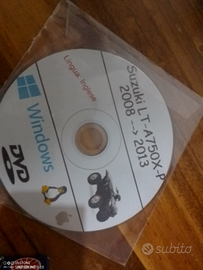 Suzuki LT-A750X-P
2008 --> 2013
Lingua: Inglese
Windows
DVD
subito